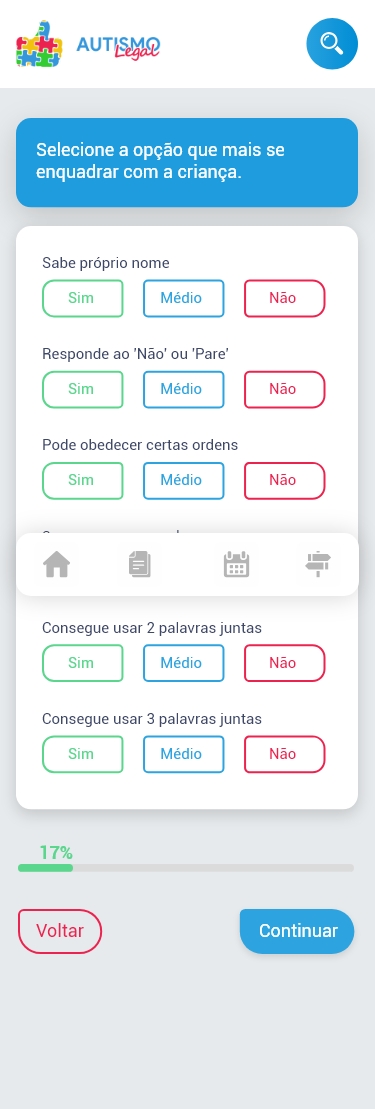 AUTISMO
Legal
Selecione a opção que mais se
enquadrar com a criança.
Sabe próprio nome
Sim Médio Não
Responde ao 'Não' ou 'Pare'
Sim Médio Não
Pode obedecer certas ordens
Sim Médio Não
Consegue usar 2 palavras juntas
Sim Médio Não
Consegue usar 3 palavras juntas
Sim Médio Não
17%
Voltar Continuar